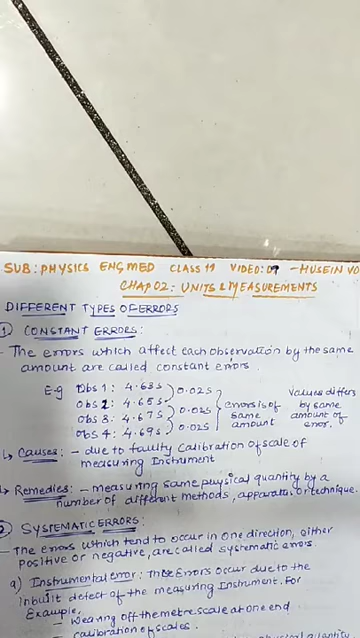 SUB: PHYSICS ENG MED CLASS 11 VIDEO: 09 - HUSEIN VO
CHAP 02: UNITS & MEASUREMENTS
DIFFERENT TYPES OF ERRORS
① CONSTANT ERRORS:
- The errors which affect each observation by the same
amount are called constant errors.
E.g Obs 1: 4.63s
Obs 2: 4.65s
Obs 3: 4.67s
Obs 4: 4.69s
0.02s
0.02s
0.02s
errors is of
same
amount
Values differs
by same
amount of
error.
Causes: - due to faulty calibration of scale of
measuring Instrument
Remedies: - measuring same physical quantity by a
number of different methods, apparatus or technique.
② SYSTEMATIC ERRORS:
- The errors which tend to occur in one direction, either
positive or negative, are called systematic errors.
a) Instrumental error: These Errors occur due to the
inbuilt defect of the measuring Instrument. For
Example,
- Wearing off the metre scale at one end
- calibration of scales.